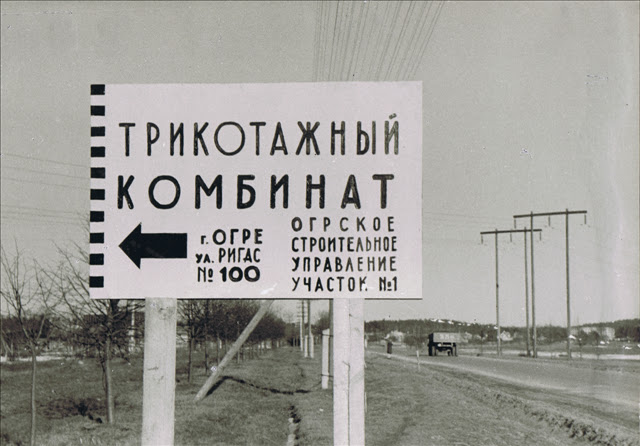 ТРИКОТАЖНЫЙ
КОМБИНАТ
г. ОГРЕ
ул. РИГАС
№ 100
ОГРСКОЕ
СТРОИТЕЛЬНОЕ
УПРАВЛЕНИЕ
УЧАСТОК №1